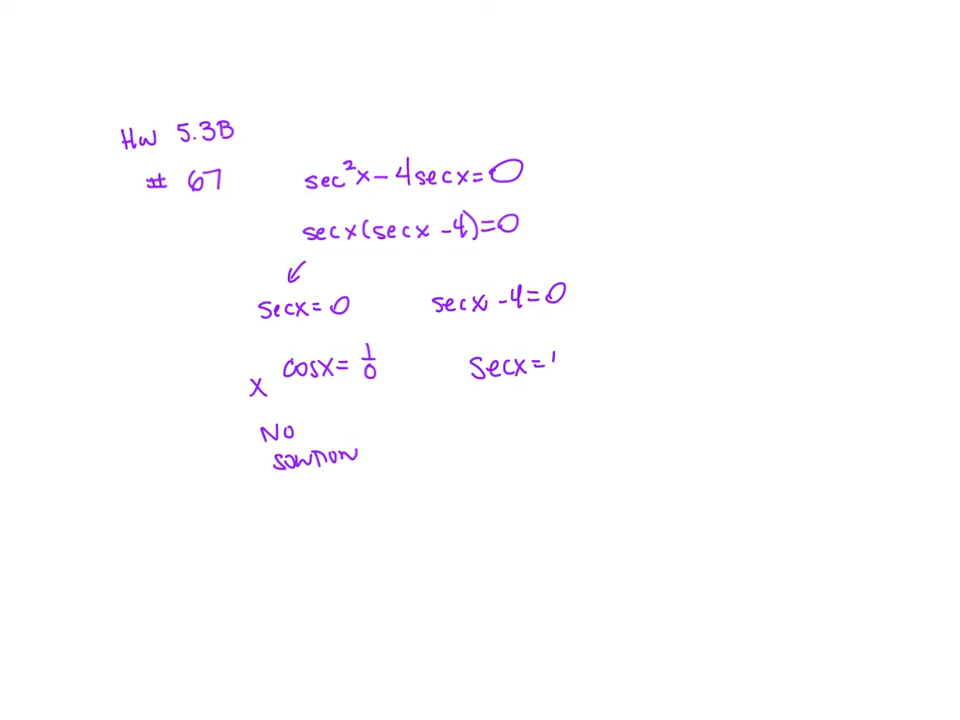 HW 5.3B
# 67 sec²x - 4secx = 0
secx(secx - 4) = 0
secx = 0 secx - 4 = 0
x cosx = 1/0 secx = '
NO
SOLUTION